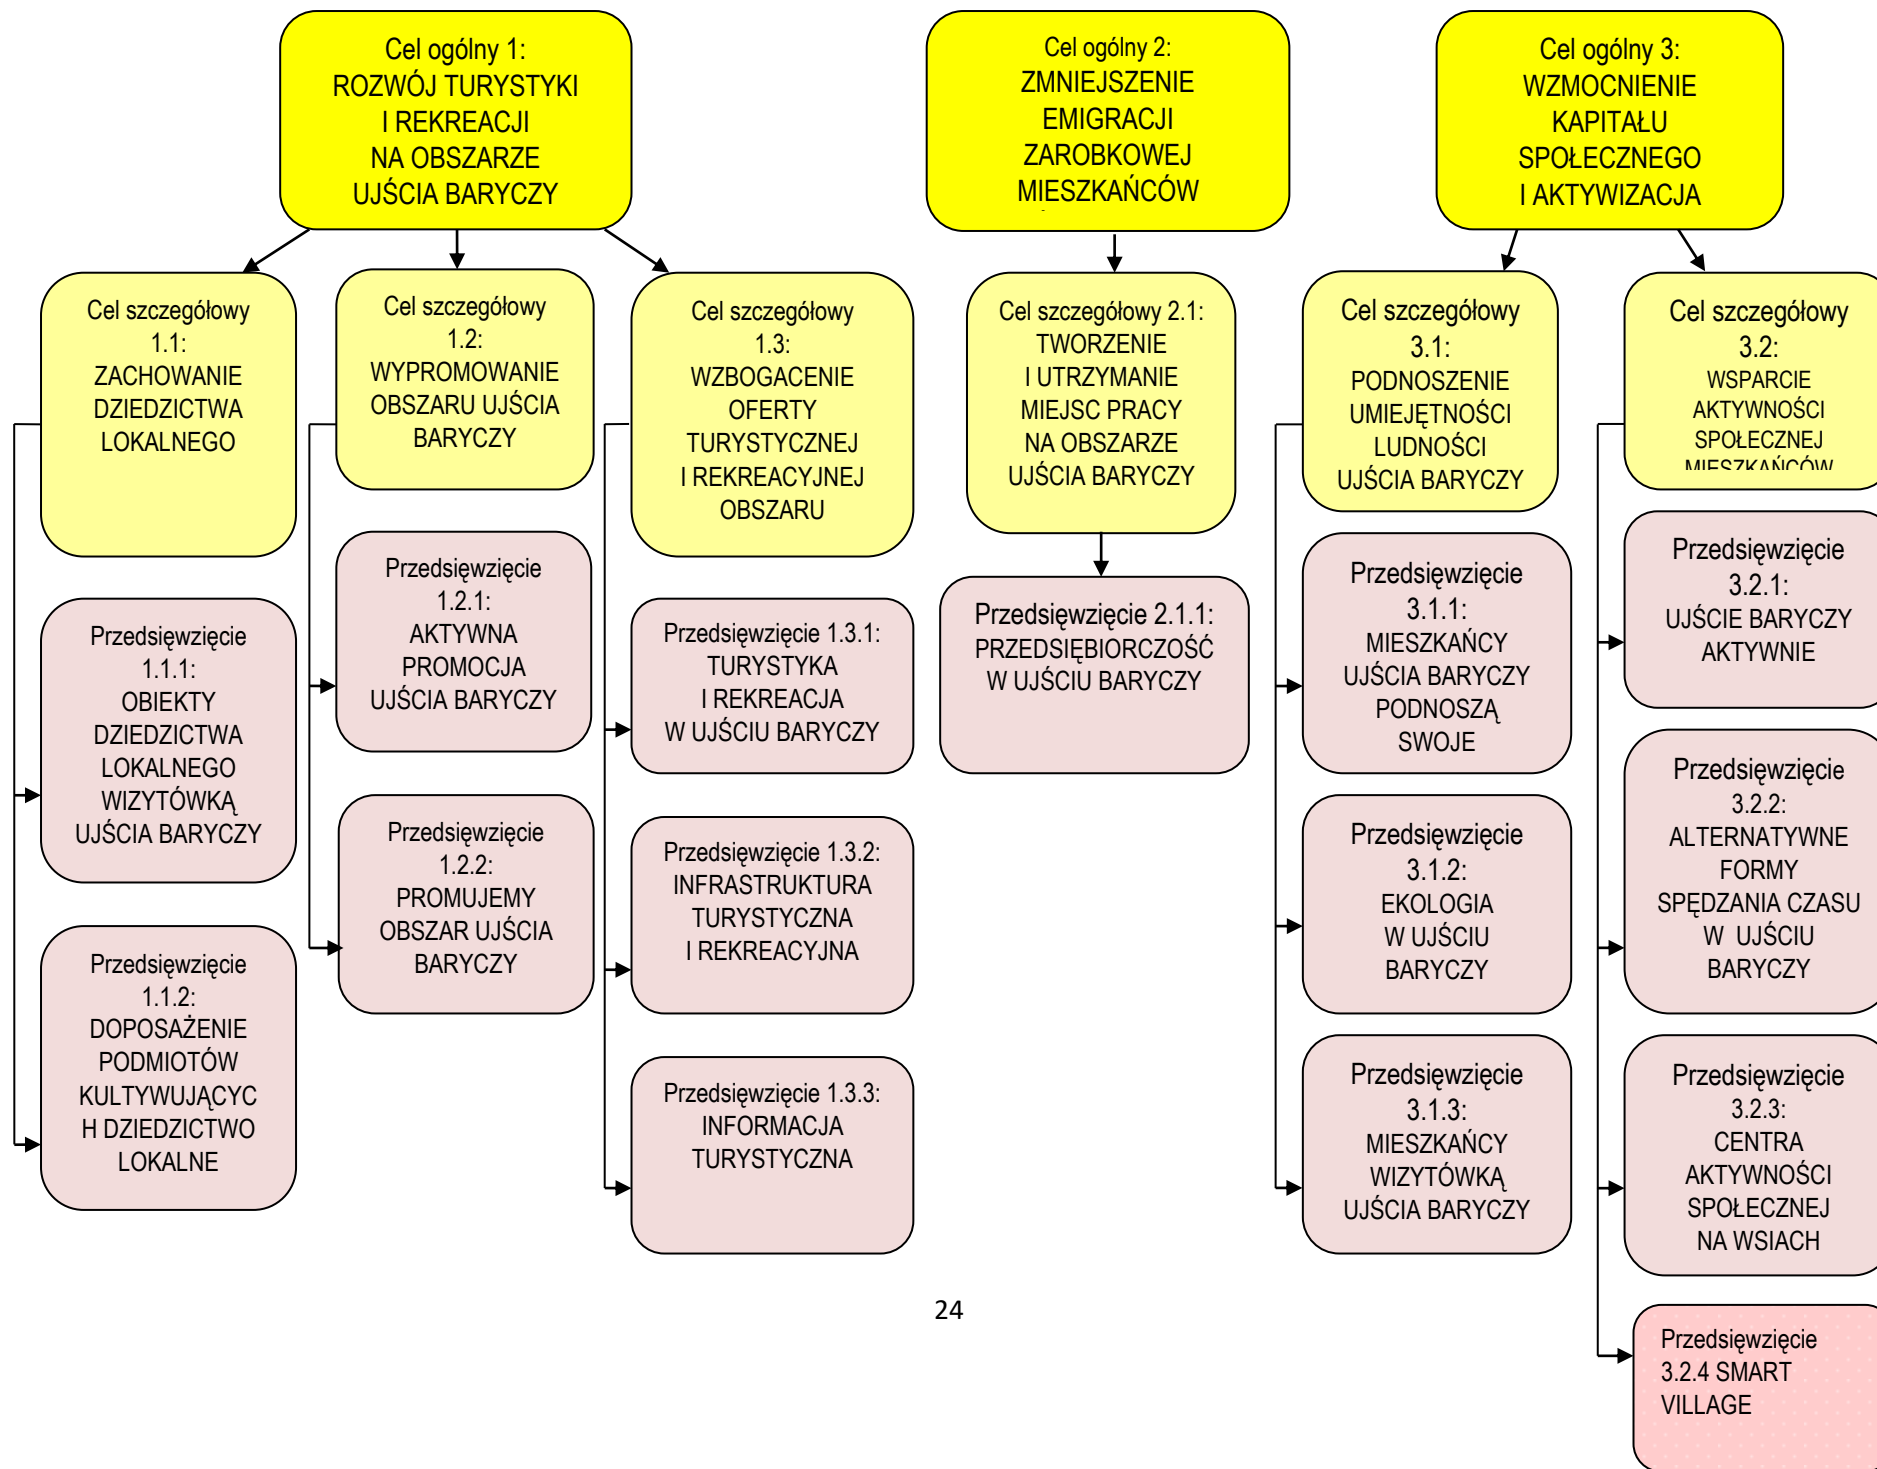 Cel ogólny 1:
ROZWÓJ TURYSTYKI
I REKREACJI
NA OBSZARZE
UJŚCIA BARYCZY
Cel ogólny 2:
ZMNIEJSZENIE
EMIGRACJI
ZAROBKOWEJ
MIESZKAŃCÓW
Cel ogólny 3:
WZMOCNIENIE
KAPITAŁU
SPOŁECZNEGO
I AKTYWIZACJA
Cel szczegółowy
1.1:
ZACHOWANIE
DZIEDZICTWA
LOKALNEGO
Cel szczegółowy
1.2:
WYPROMOWANIE
OBSZARU UJŚCIA
BARYCZY
Cel szczegółowy
1.3:
WZBOGACENIE
OFERTY
TURYSTYCZNEJ
I REKREACYJNEJ
OBSZARU
Cel szczegółowy 2.1:
TWORZENIE
I UTRZYMANIE
MIEJSC PRACY
NA OBSZARZE
UJŚCIA BARYCZY
Cel szczegółowy
3.1:
PODNOSZENIE
UMIEJĘTNOŚCI
LUDNOŚCI
UJŚCIA BARYCZY
Cel szczegółowy
3.2:
WSPARCIE
AKTYWNOŚCI
SPOŁECZNEJ
MIESZKAŃCÓW
Przedsięwzięcie
1.1.1:
OBIEKTY
DZIEDZICTWA
LOKALNEGO
WIZYTÓWKĄ
UJŚCIA BARYCZY
Przedsięwzięcie
1.1.2:
DOPOSAŻENIE
PODMIOTÓW
KULTYWUJĄCYC
H DZIEDZICTWO
LOKALNE
Przedsięwzięcie
1.2.1:
AKTYWNA
PROMOCJA
UJŚCIA BARYCZY
Przedsięwzięcie
1.2.2:
PROMUJEMY
OBSZAR UJŚCIA
BARYCZY
Przedsięwzięcie 1.3.1:
TURYSTYKA
I REKREACJA
W UJŚCIU BARYCZY
Przedsięwzięcie 1.3.2:
INFRASTRUKTURA
TURYSTYCZNA
I REKREACYJNA
Przedsięwzięcie 1.3.3:
INFORMACJA
TURYSTYCZNA
Przedsięwzięcie 2.1.1:
PRZEDSIĘBIORCZOŚĆ
W UJŚCIU BARYCZY
Przedsięwzięcie
3.1.1:
MIESZKAŃCY
UJŚCIA BARYCZY
PODNOSZĄ
SWOJE
Przedsięwzięcie
3.1.2:
EKOLOGIA
W UJŚCIU
BARYCZY
Przedsięwzięcie
3.1.3:
MIESZKAŃCY
WIZYTÓWKĄ
UJŚCIA BARYCZY
Przedsięwzięcie
3.2.1:
UJŚCIE BARYCZY
AKTYWNIE
Przedsięwzięcie
3.2.2:
ALTERNATYWNE
FORMY
SPĘDZANIA CZASU
W UJŚCIU
BARYCZY
Przedsięwzięcie
3.2.3:
CENTRA
AKTYWNOŚCI
SPOŁECZNEJ
NA WSIACH
Przedsięwzięcie
3.2.4 SMART
VILLAGE
24